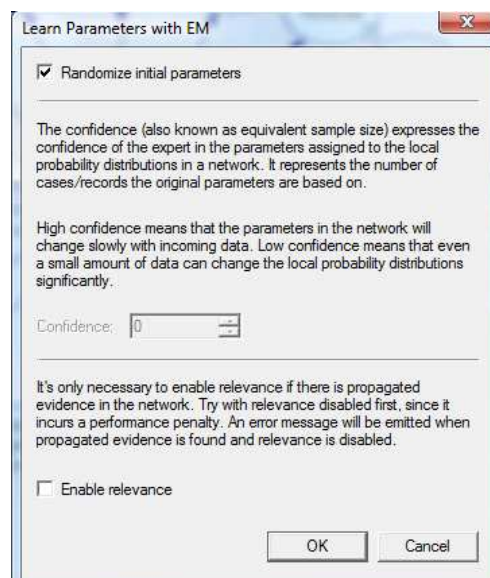 Learn Parameters with EM
Randomize initial parameters
The confidence (also known as equivalent sample size) expresses the
confidence of the expert in the parameters assigned to the local
probability distributions in a network. It represents the number of
cases/records the original parameters are based on.
High confidence means that the parameters in the network will
change slowly with incoming data. Low confidence means that even
a small amount of data can change the local probability distributions
significantly.
Confidence: 0
It's only necessary to enable relevance if there is propagated
evidence in the network. Try with relevance disabled first, since it
incurs a performance penalty. An error message will be emitted when
propagated evidence is found and relevance is disabled.
Enable relevance
OK Cancel